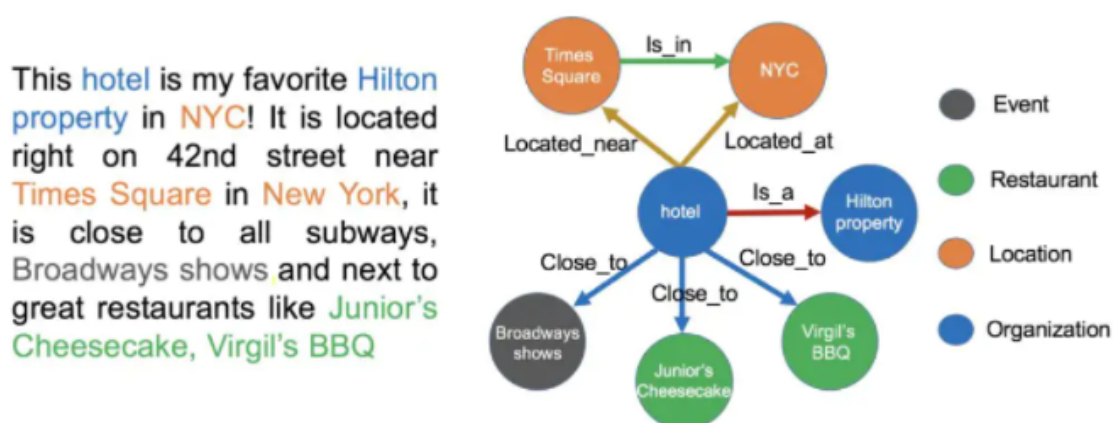 This hotel is my favorite Hilton
property in NYC! It is located
right on 42nd street near
Times Square in New York, it
is close to all subways,
Broadways shows,and next to
great restaurants like Junior's
Cheesecake, Virgil's BBQ
Times
Square
Is_in
NYC
Located_near
Located_at
hotel
Is_a
Hilton
property
Close_to
Close_to
Close_to
Broadways
shows
Junior's
Cheesecake
Virgil's
BBQ
Event
Restaurant
Location
Organization